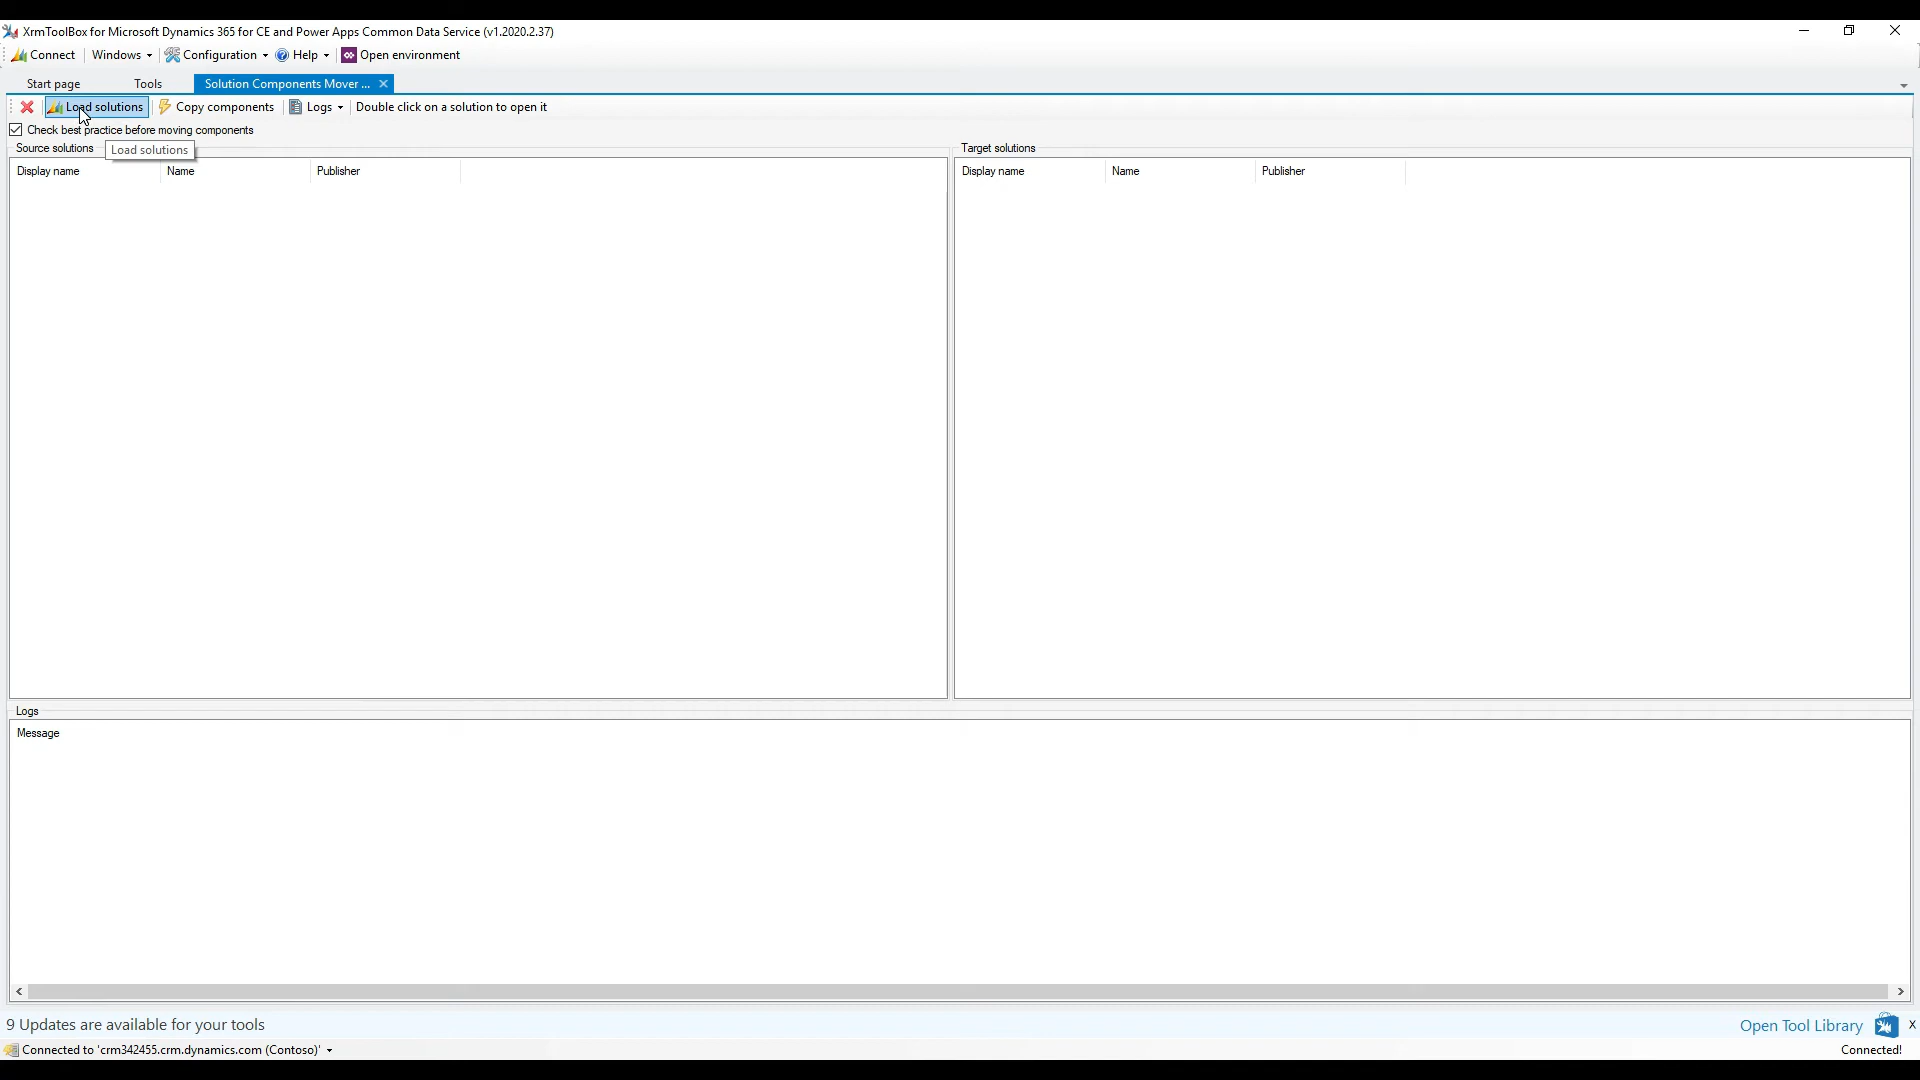 XrmToolBox for Microsoft Dynamics 365 for CE and Power Apps Common Data Service (v1.2020.2.37)
Connect Windows Configuration Help Open environment
Start page Tools Solution Components Mover ...
Load solutions Copy components Logs Double click on a solution to open it
Check best practice before moving components
Source solutions Load solutions Target solutions
Display name Name Publisher Display name Name Publisher
Logs
Message
9 Updates are available for your tools Open Tool Library X
Connected to 'crm342455.crm.dynamics.com (Contoso)' Connected!